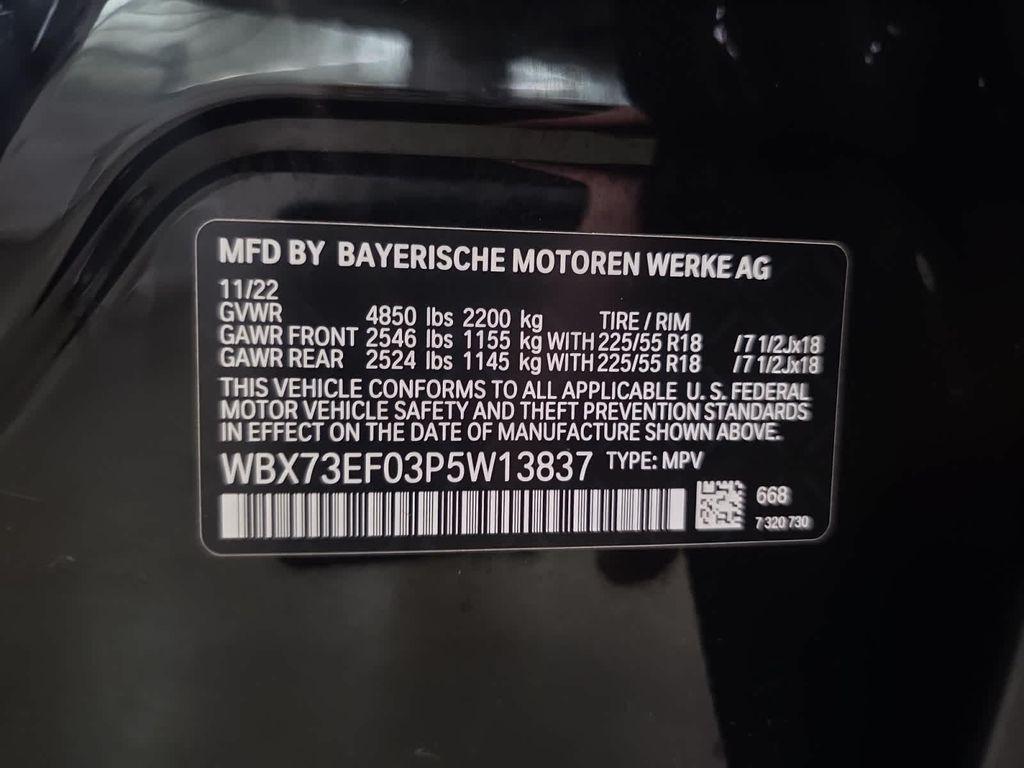 MFD BY BAYERISCHE MOTOREN WERKE AG
11/22
GVWR 4850 lbs 2200 kg TIRE / RIM
GAWR FRONT 2546 lbs 1155 kg WITH 225/55 R18 /7 1/2Jx18
GAWR REAR 2524 lbs 1145 kg WITH 225/55 R18 /7 1/2Jx18
THIS VEHICLE CONFORMS TO ALL APPLICABLE U. S. FEDERAL
MOTOR VEHICLE SAFETY AND THEFT PREVENTION STANDARDS
IN EFFECT ON THE DATE OF MANUFACTURE SHOWN ABOVE.
WBX73EF03P5W13837 TYPE: MPV
668
7 320 730